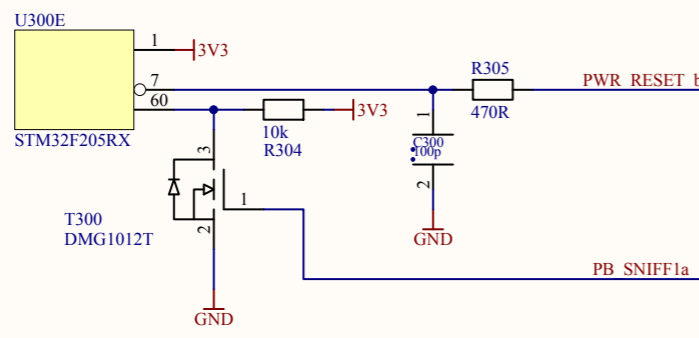 U300E
1
3V3
7
R305
PWR_RESET_b
60
3V3
470R
STM32F205RX
10k
R304
1
C300
100p
2
3
1
T300
DMG1012T
2
GND
PB_SNIFF1a
GND